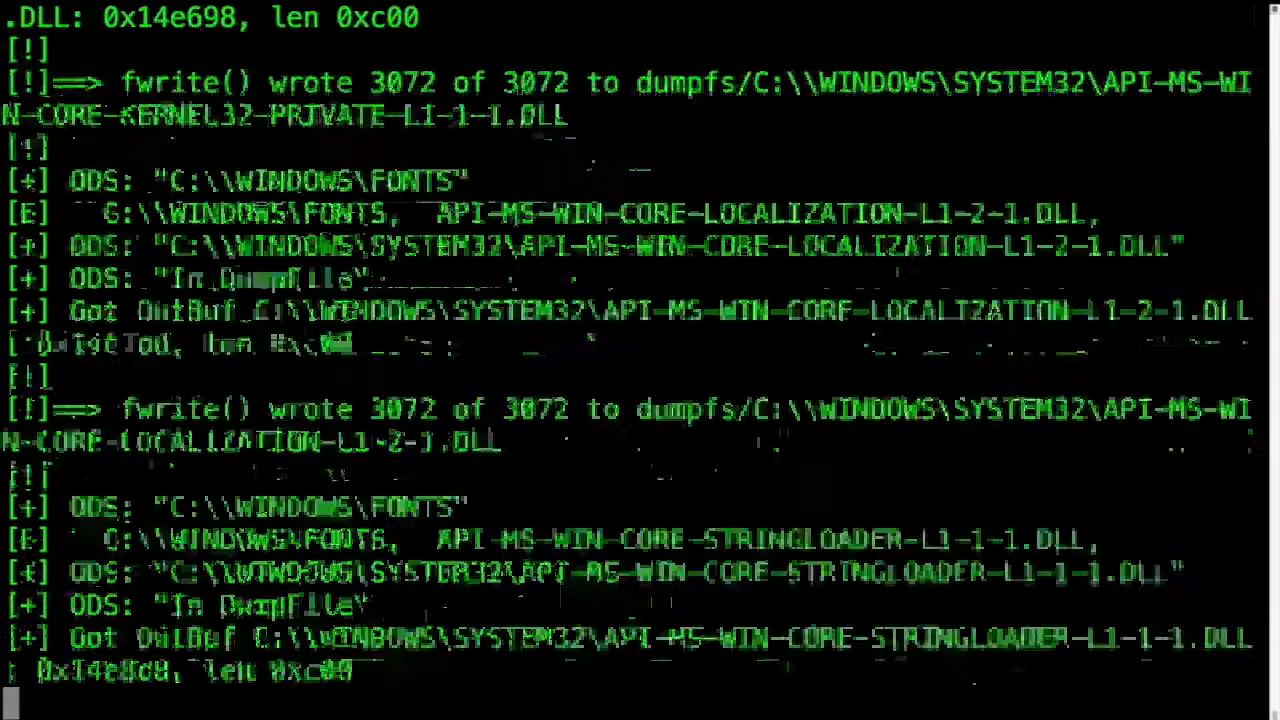 .DLL: 0x14e698, len 0xc00
[!]
[!]==> fwrite() wrote 3072 of 3072 to dumpfs/C:\\WINDOWS\SYSTEM32\API-MS-WI
N-CORE-KERNEL32-PRIVATE-L1-1-1.DLL
[!]
[+] ODS: "C:\\WINDOWS\FONTS"
[E]   C:\\WINDOWS\FONTS,  API-MS-WIN-CORE-LOCALIZATION-L1-2-1.DLL,
[+] ODS: "C:\\WINDOWS\SYSTEM32\API-MS-WIN-CORE-LOCALIZATION-L1-2-1.DLL"
[+] ODS: "In DumpFile"
[+] Got OutBuf C:\\WINDOWS\SYSTEM32\API-MS-WIN-CORE-LOCALIZATION-L1-2-1.DLL
len
[!]
[!]==> fwrite() wrote 3072 of 3072 to dumpfs/C:\\WINDOWS\SYSTEM32\API-MS-WI
N-CORE-LOCALIZATION-L1-2-1.DLL
[!]
[+] ODS: "C:\\WINDOWS\FONTS"
[E]   C:\\WINDOWS\FONTS,  API-MS-WIN-CORE-STRINGLOADER-L1-1-1.DLL,
[+] ODS: "C:\\WINDOWS\SYSTEM32\API-MS-WIN-CORE-STRINGLOADER-L1-1-1.DLL"
[+] ODS: "In DumpFile"
[+] Got OutBuf C:\\WINDOWS\SYSTEM32\API-MS-WIN-CORE-STRINGLOADER-L1-1-1.DLL
: 0x14e8d8, len 0xc00